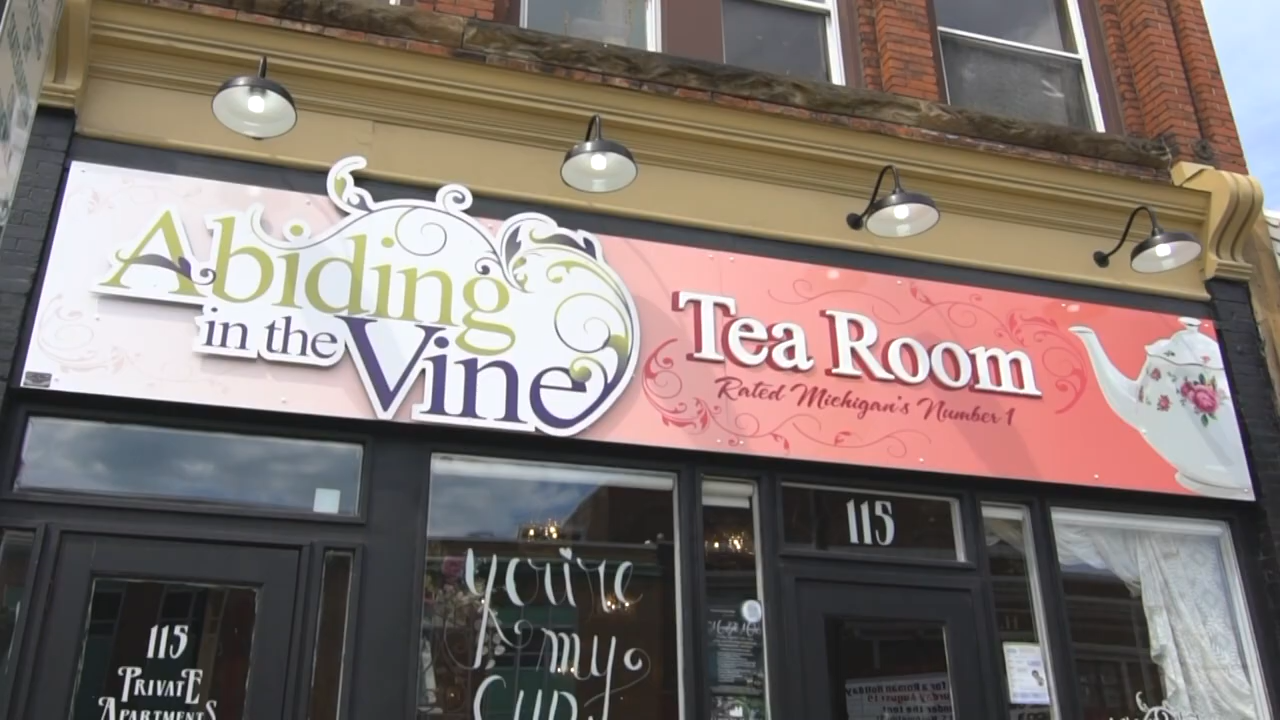 Abiding
in the
Vine
Tea Room
Rated Michigan's Number 1
115
115
Private
Apartments
you're
my
cup